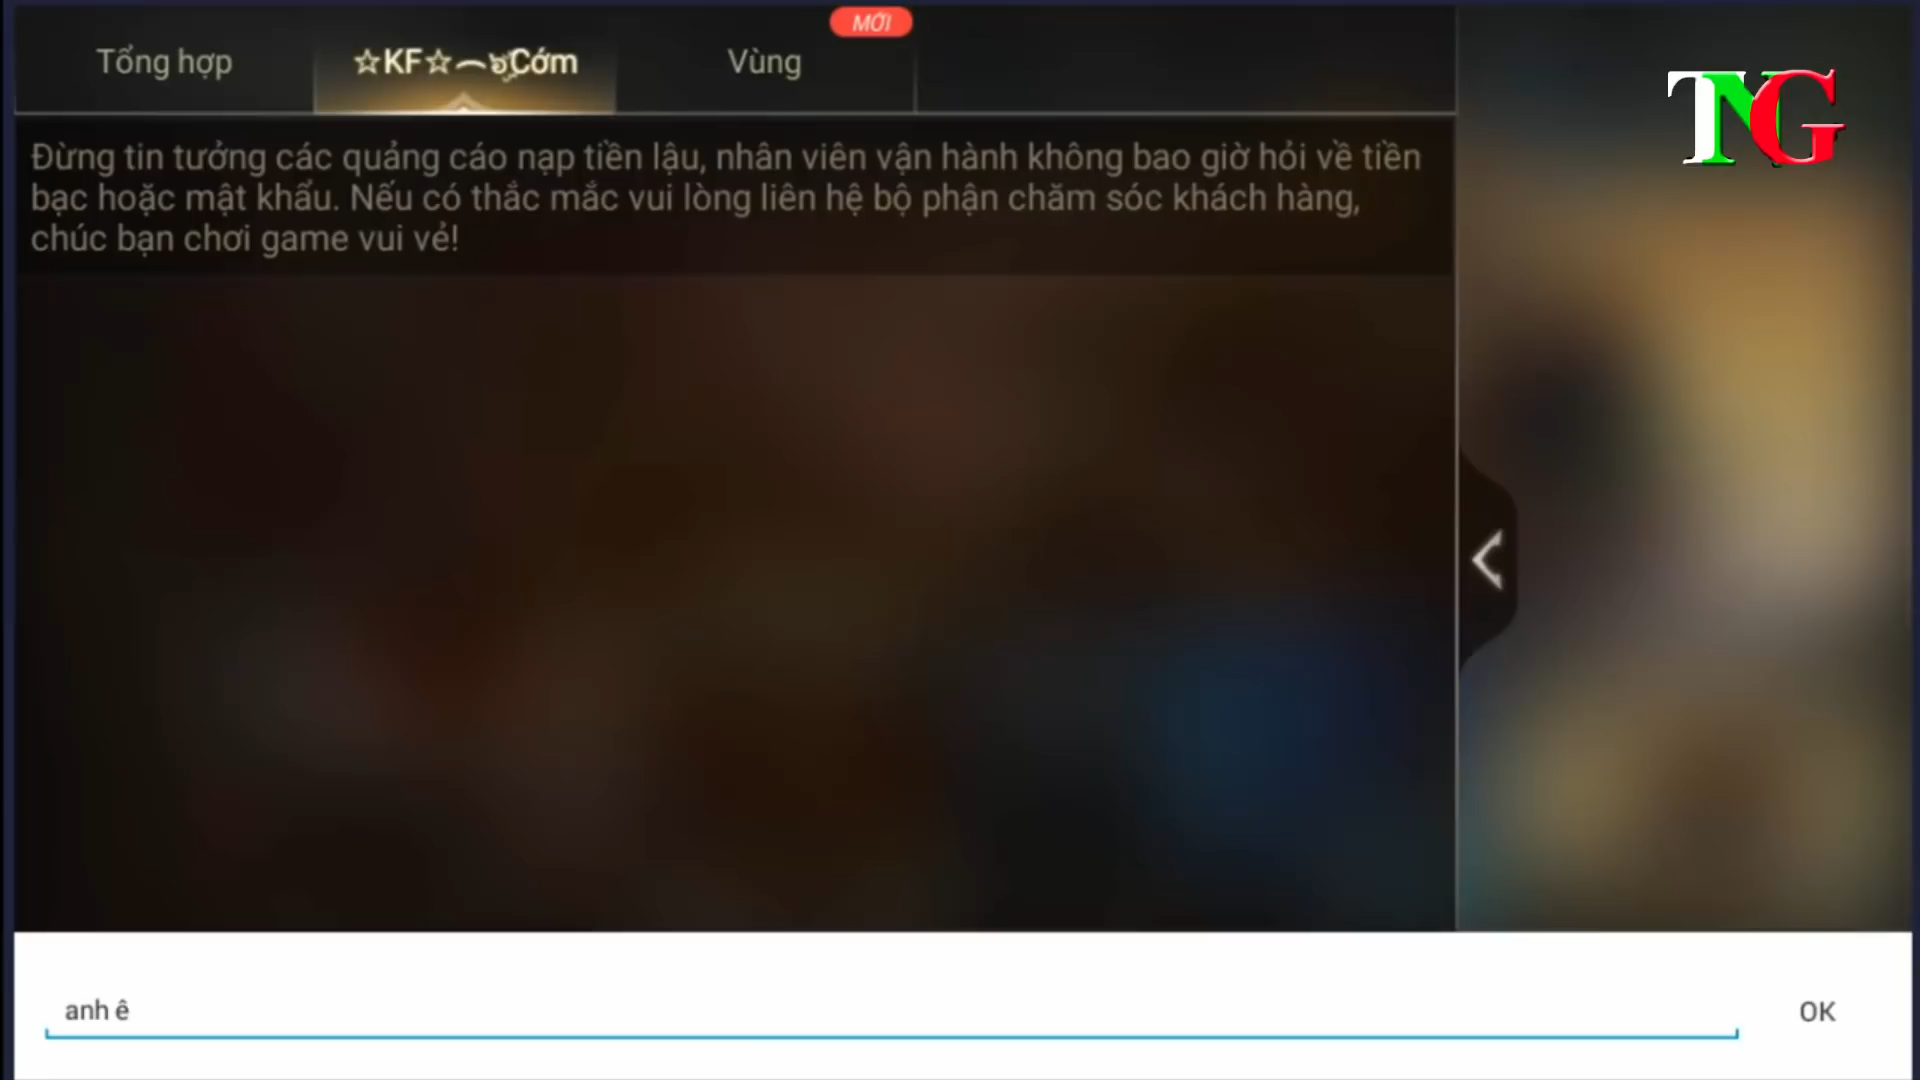 MỚI
Tổng hợp ☆KF☆ Cớm Vùng
TNG
Đừng tin tưởng các quảng cáo nạp tiền lậu, nhân viên vận hành không bao giờ hỏi về tiền
bạc hoặc mật khẩu. Nếu có thắc mắc vui lòng liên hệ bộ phận chăm sóc khách hàng,
chúc bạn chơi game vui vẻ!
anh ê OK